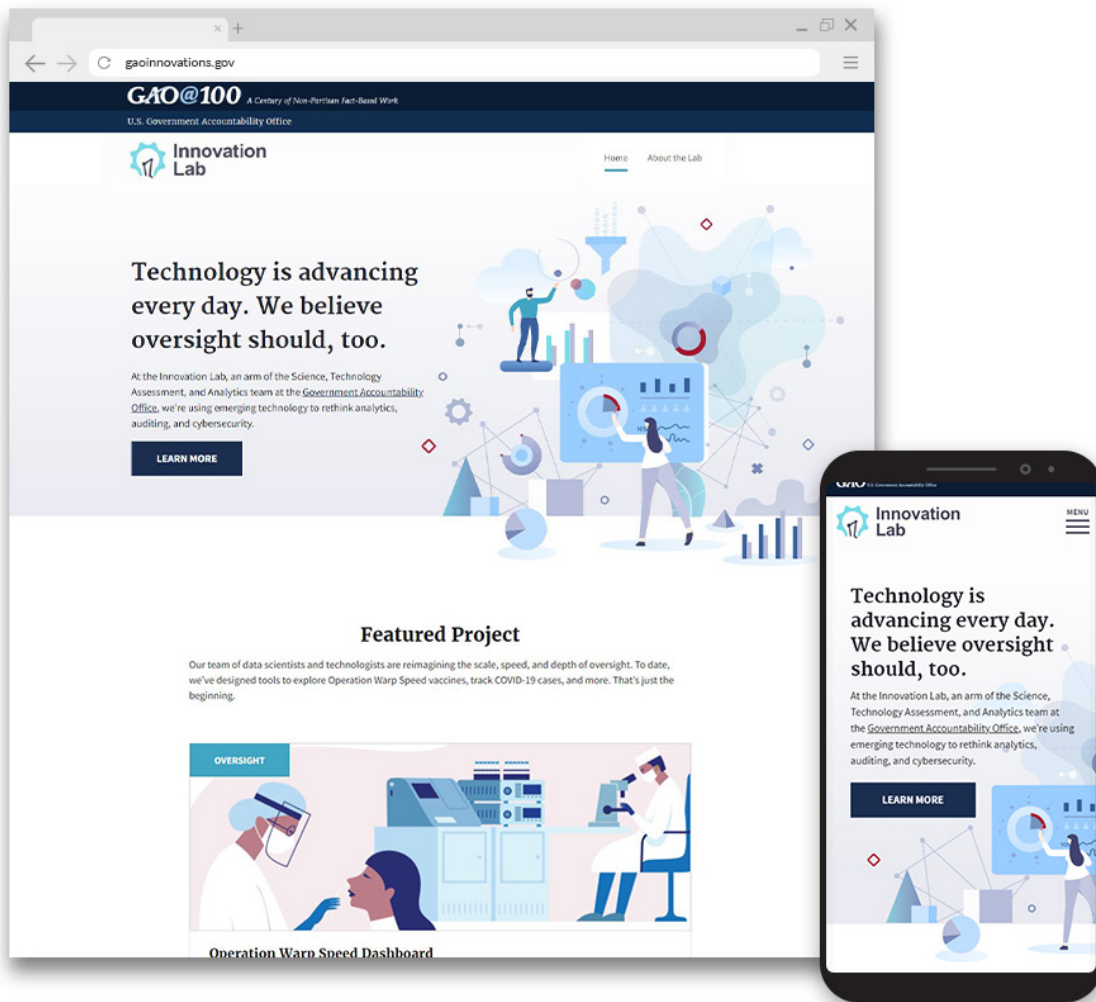 gaoinnovations.gov
GAO@100 A Century of Non-Partisan Fact-Based Work
U.S. Government Accountability Office
Innovation
Lab
Home About the Lab
Technology is advancing
every day. We believe
oversight should, too.
At the Innovation Lab, an arm of the Science, Technology
Assessment, and Analytics team at the Government Accountability
Office, we're using emerging technology to rethink analytics,
auditing, and cybersecurity.
LEARN MORE
Featured Project
Our team of data scientists and technologists are reimagining the scale, speed, and depth of oversight. To date,
we've designed tools to explore Operation Warp Speed vaccines, track COVID-19 cases, and more. That's just the
beginning.
OVERSIGHT
Operation Warp Speed Dashboard
GAO U.S. Government Accountability Office
Innovation
Lab
MENU
Technology is
advancing every day.
We believe oversight
should, too.
At the Innovation Lab, an arm of the Science,
Technology Assessment, and Analytics team at
the Government Accountability Office, we're using
emerging technology to rethink analytics,
auditing, and cybersecurity.
LEARN MORE